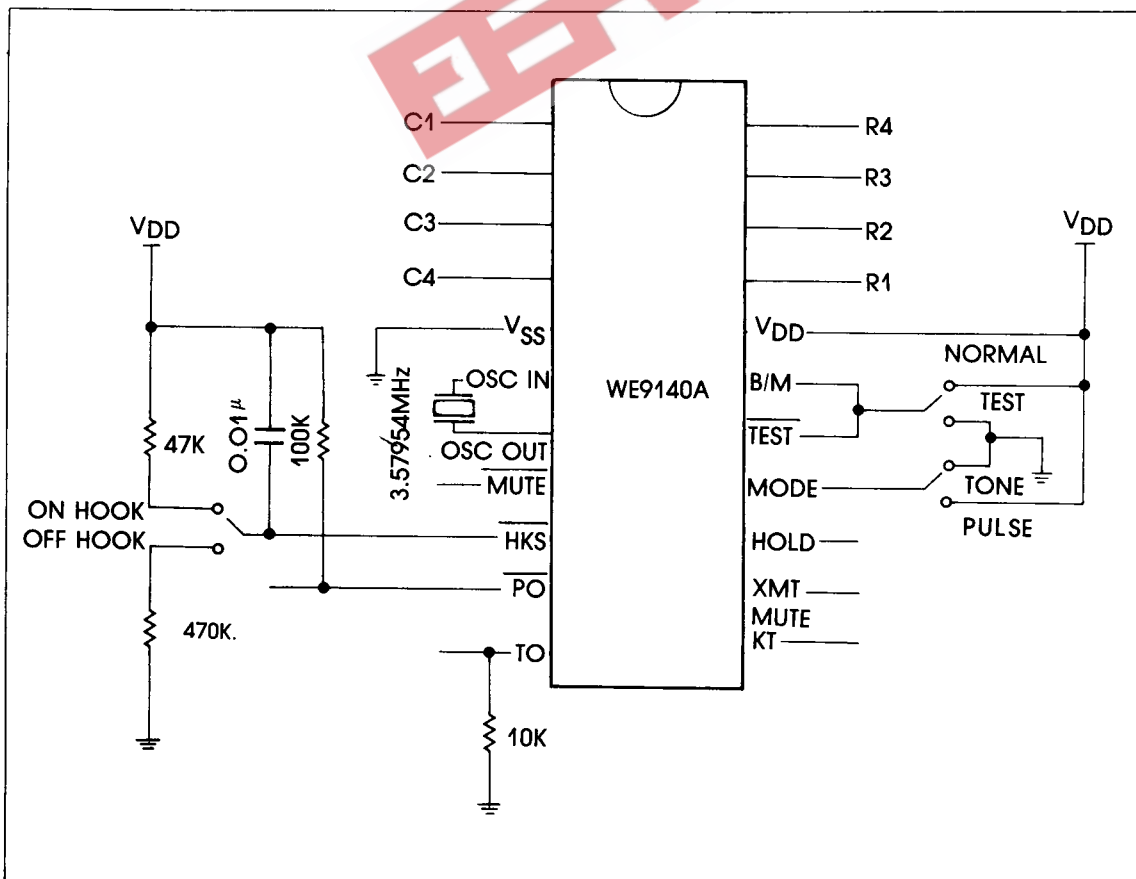 C1
C2
C3
C4
VSS
OSC IN
3.57954MHz
OSC OUT
MUTE
HKS
PO
TO
WE9140A
R4
R3
R2
R1
VDD
B/M
TEST
MODE
HOLD
XMT
MUTE
KT
VDD
47K
0.01µ
100K
ON HOOK
OFF HOOK
470K.
10K
VDD
NORMAL
TEST
TONE
PULSE